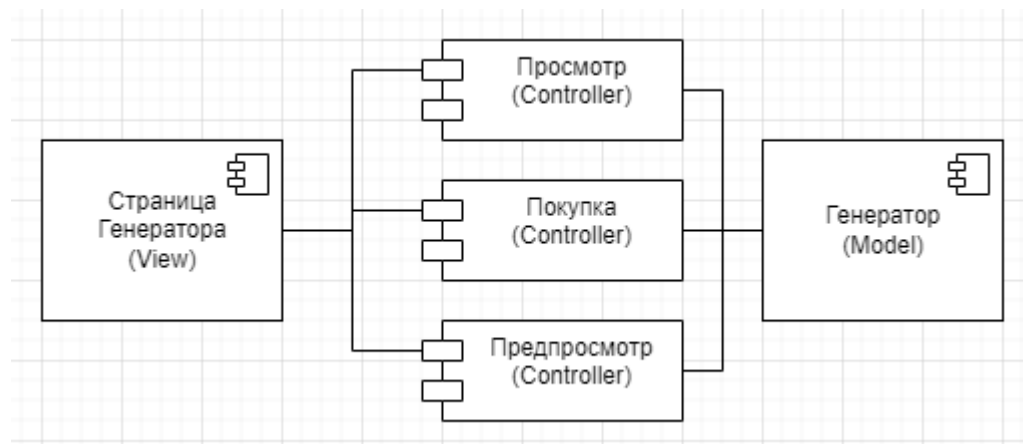 Просмотр
(Controller)
Страница
Генератора
(View)
Покупка
(Controller)
Генератор
(Model)
Предпросмотр
(Controller)